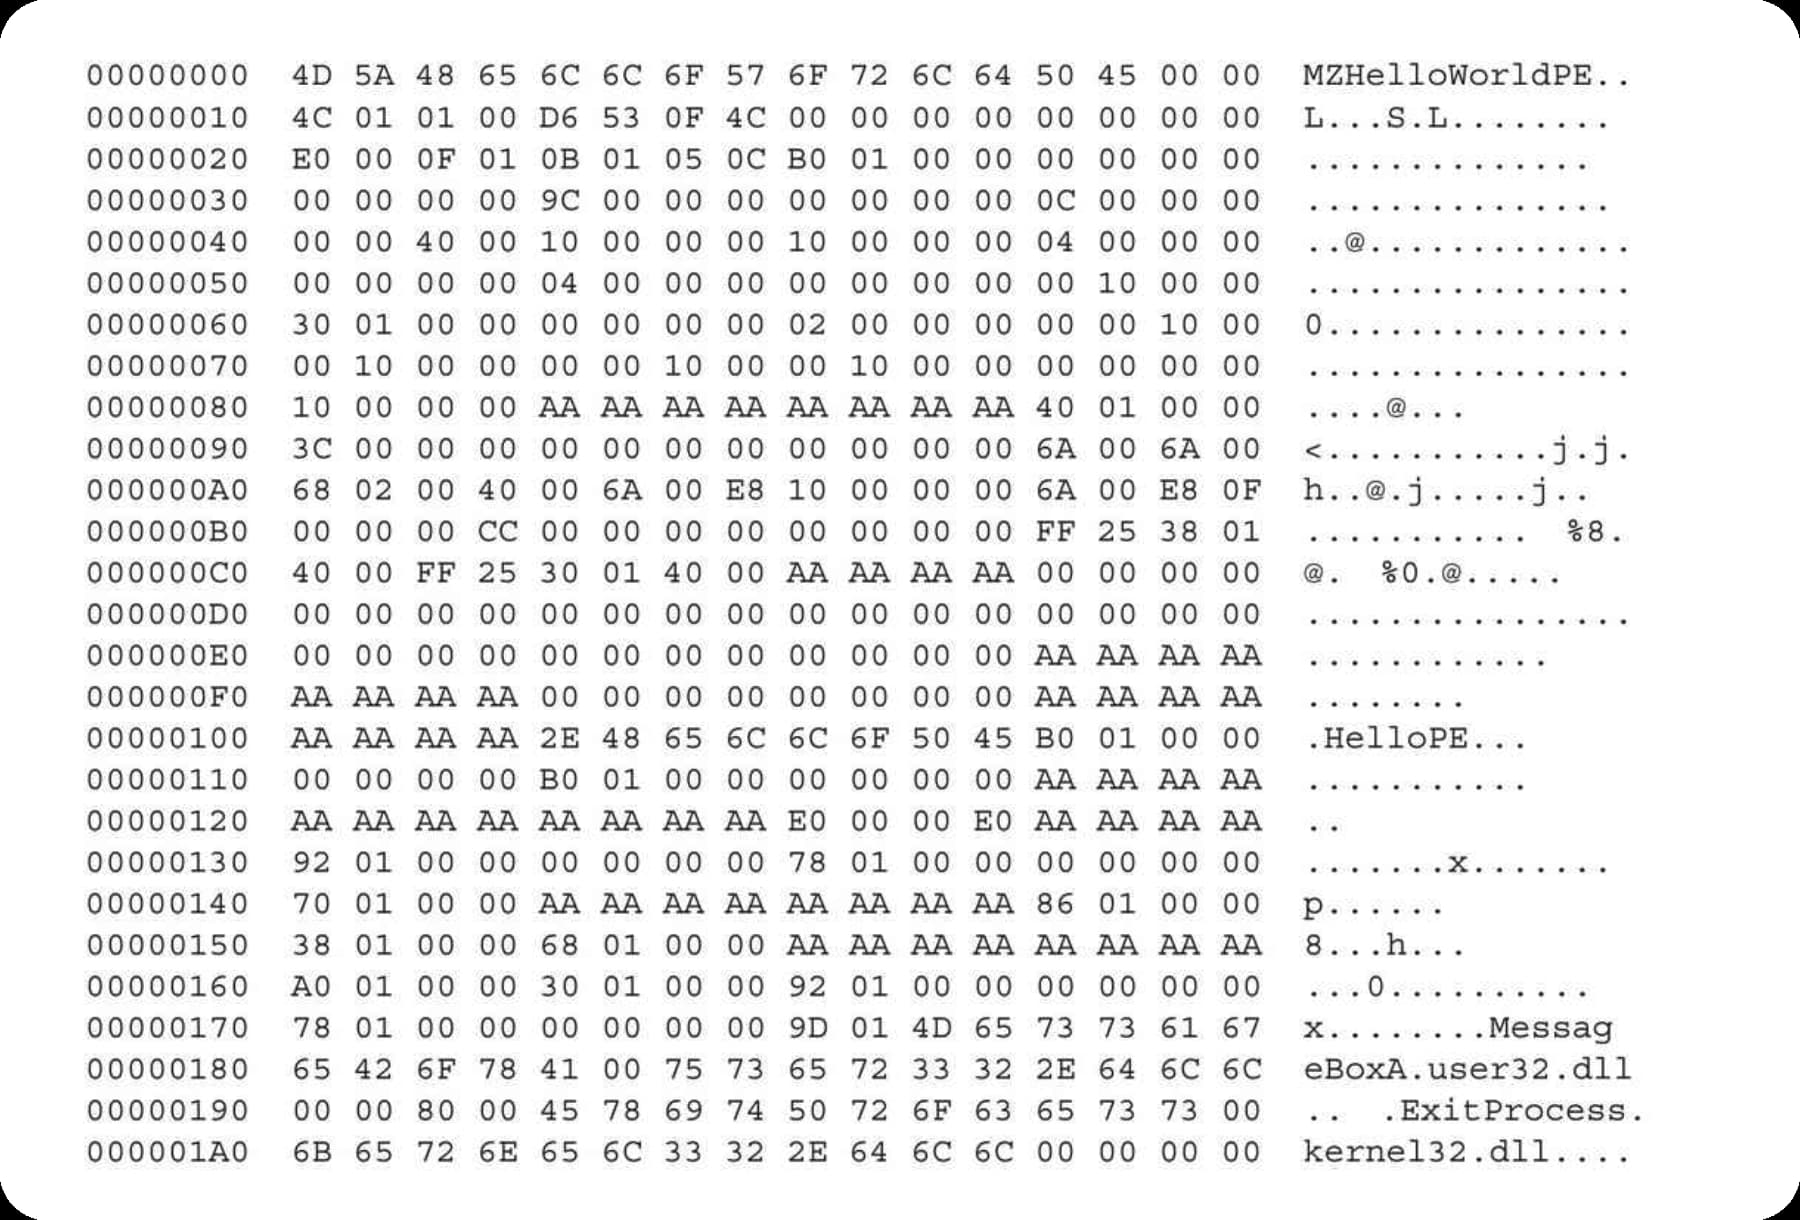 00000000 4D 5A 48 65 6C 6C 6F 57 6F 72 6C 64 50 45 00 00 MZHelloWorldPE..
00000010 4C 01 01 00 D6 53 0F 4C 00 00 00 00 00 00 00 00 L...S.L........
00000020 E0 00 0F 01 0B 01 05 0C B0 01 00 00 00 00 00 00 ..............
00000030 00 00 00 00 9C 00 00 00 00 00 00 00 0C 00 00 00 ...............
00000040 00 00 40 00 10 00 00 00 10 00 00 00 04 00 00 00 ..@.............
00000050 00 00 00 00 04 00 00 00 00 00 00 00 00 10 00 00 ................
00000060 30 01 00 00 00 00 00 00 02 00 00 00 00 00 10 00 0...............
00000070 00 10 00 00 00 00 10 00 00 10 00 00 00 00 00 00 ................
00000080 10 00 00 00 AA AA AA AA AA AA AA AA 40 01 00 00 ....@...
00000090 3C 00 00 00 00 00 00 00 00 00 00 00 6A 00 6A 00 <...........j.j.
000000A0 68 02 00 40 00 6A 00 E8 10 00 00 00 6A 00 E8 0F h..@.j.....j..
000000B0 00 00 00 CC 00 00 00 00 00 00 00 00 FF 25 38 01 ........... %8.
000000C0 40 00 FF 25 30 01 40 00 AA AA AA AA 00 00 00 00 @. %0.@.....
000000D0 00 00 00 00 00 00 00 00 00 00 00 00 00 00 00 00 ................
000000E0 00 00 00 00 00 00 00 00 00 00 00 00 AA AA AA AA ............
000000F0 AA AA AA AA 00 00 00 00 00 00 00 00 AA AA AA AA ........
00000100 AA AA AA AA 2E 48 65 6C 6C 6F 50 45 B0 01 00 00 .HelloPE...
00000110 00 00 00 00 B0 01 00 00 00 00 00 00 AA AA AA AA ...........
00000120 AA AA AA AA AA AA AA AA E0 00 00 E0 AA AA AA AA ..
00000130 92 01 00 00 00 00 00 00 78 01 00 00 00 00 00 00 .......x.......
00000140 70 01 00 00 AA AA AA AA AA AA AA AA 86 01 00 00 p......
00000150 38 01 00 00 68 01 00 00 AA AA AA AA AA AA AA AA 8...h...
00000160 A0 01 00 00 30 01 00 00 92 01 00 00 00 00 00 00 ...0..........
00000170 78 01 00 00 00 00 00 00 9D 01 4D 65 73 73 61 67 x........Messag
00000180 65 42 6F 78 41 00 75 73 65 72 33 32 2E 64 6C 6C eBoxA.user32.dll
00000190 00 00 80 00 45 78 69 74 50 72 6F 63 65 73 73 00 .. .ExitProcess.
000001A0 6B 65 72 6E 65 6C 33 32 2E 64 6C 6C 00 00 00 00 kernel32.dll....